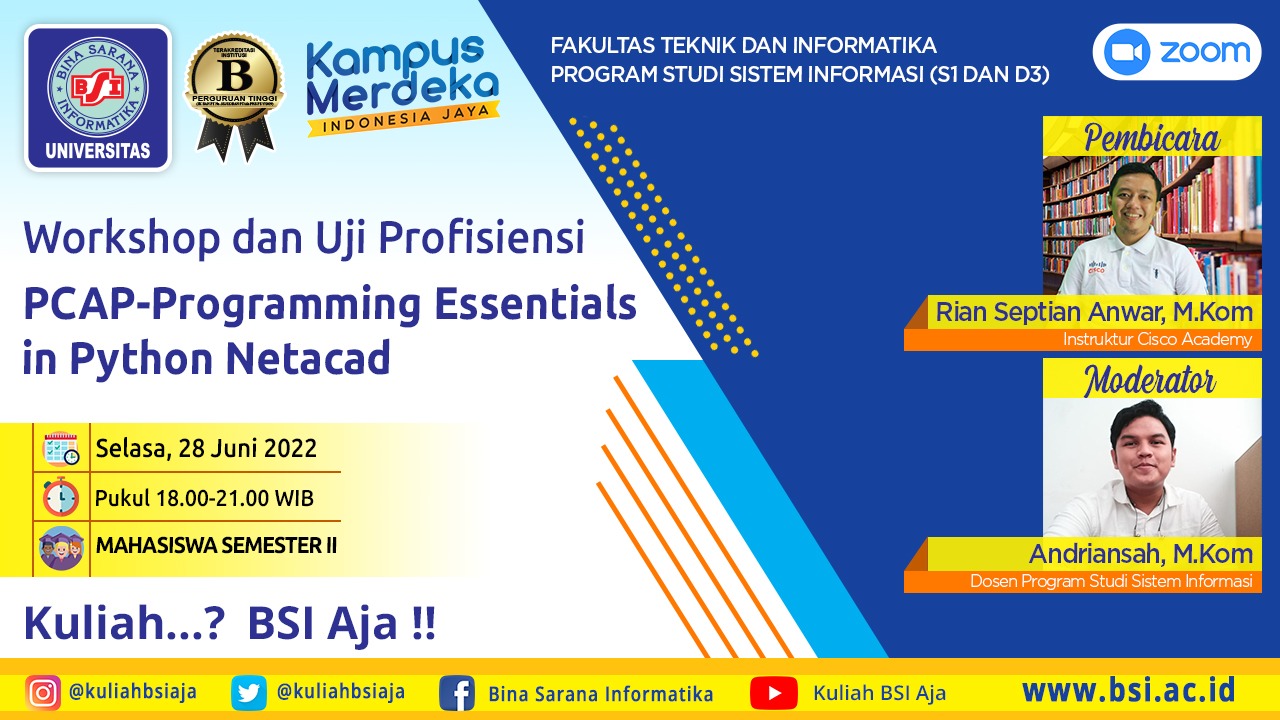 BINA SARANA
BSI
INFORMATIKA
UNIVERSITAS
TERAKREDITASI
INSTITUSI
B
PERGURUAN TINGGI
Kampus
Merdeka
INDONESIA JAYA
FAKULTAS TEKNIK DAN INFORMATIKA
PROGRAM STUDI SISTEM INFORMASI (S1 DAN D3)
zoom
Workshop dan Uji Profisiensi
PCAP-Programming Essentials
in Python Netacad
Selasa, 28 Juni 2022
Pukul 18.00-21.00 WIB
MAHASISWA SEMESTER II
Kuliah...? BSI Aja !!
Pembicara
CISCO
Rian Septian Anwar, M.Kom
Instruktur Cisco Academy
Moderator
Andriansah, M.Kom
Dosen Program Studi Sistem Informasi
@kuliahbsiaja
@kuliahbsiaja
Bina Sarana Informatika
Kuliah BSI Aja
www.bsi.ac.id